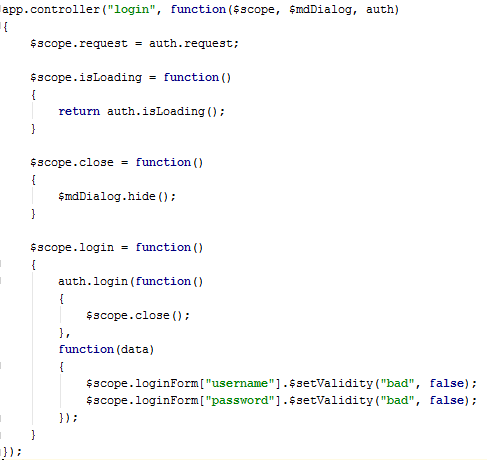 app.controller("login", function($scope, $mdDialog, auth)
{
    $scope.request = auth.request;

    $scope.isLoading = function()
    {
        return auth.isLoading();
    }

    $scope.close = function()
    {
        $mdDialog.hide();
    }

    $scope.login = function()
    {
        auth.login(function()
        {
            $scope.close();
        },
        function(data)
        {
            $scope.loginForm["username"].$setValidity("bad", false);
            $scope.loginForm["password"].$setValidity("bad", false);
        });
    }
});